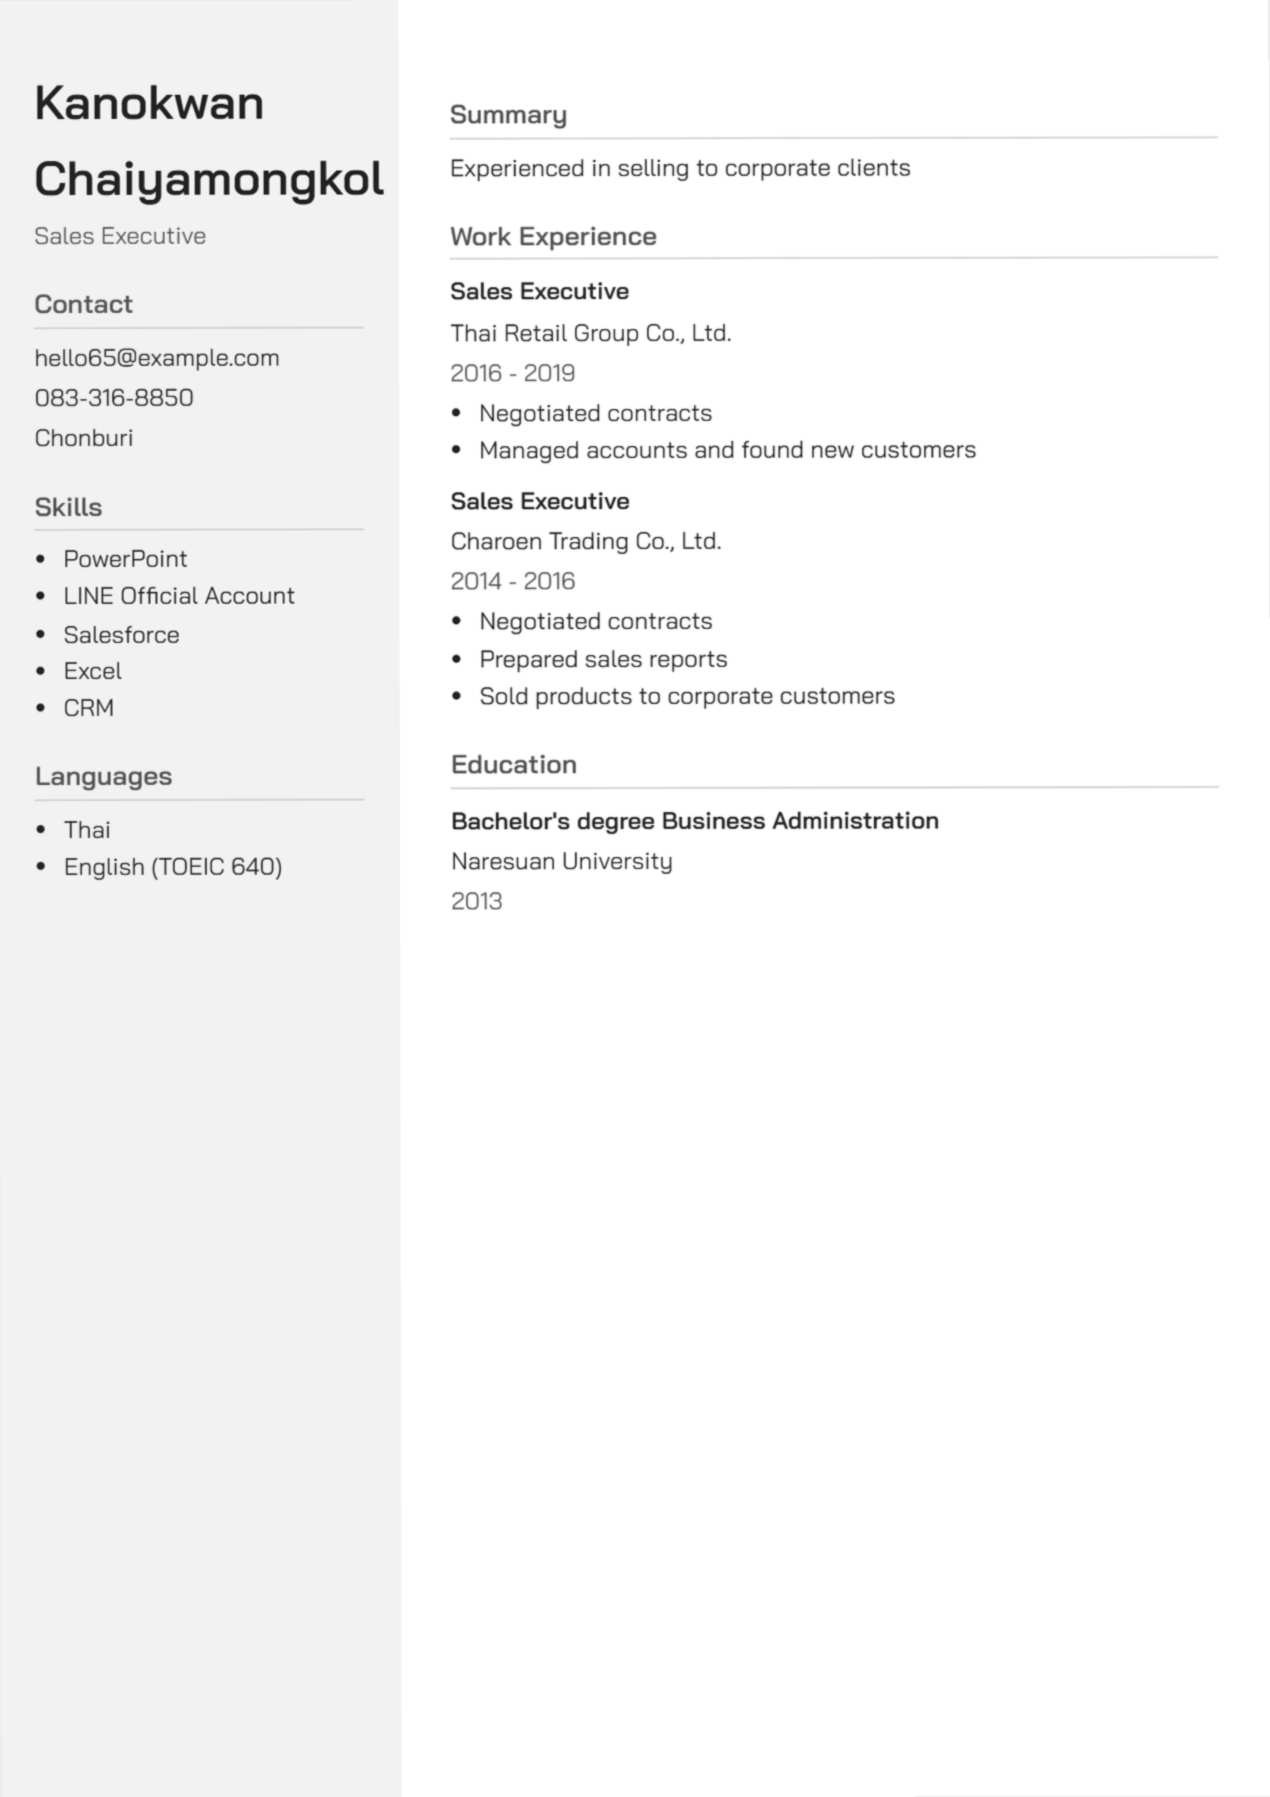 Kanokwan
Chaiyamongkol
Sales Executive
Contact
hello65@example.com
083-316-8850
Chonburi
Skills
• PowerPoint
• LINE Official Account
• Salesforce
• Excel
• CRM
Languages
• Thai
• English (TOEIC 640)
Summary
Experienced in selling to corporate clients
Work Experience
Sales Executive
Thai Retail Group Co., Ltd.
2016 - 2019
• Negotiated contracts
• Managed accounts and found new customers
Sales Executive
Charoen Trading Co., Ltd.
2014 - 2016
• Negotiated contracts
• Prepared sales reports
• Sold products to corporate customers
Education
Bachelor's degree Business Administration
Naresuan University
2013